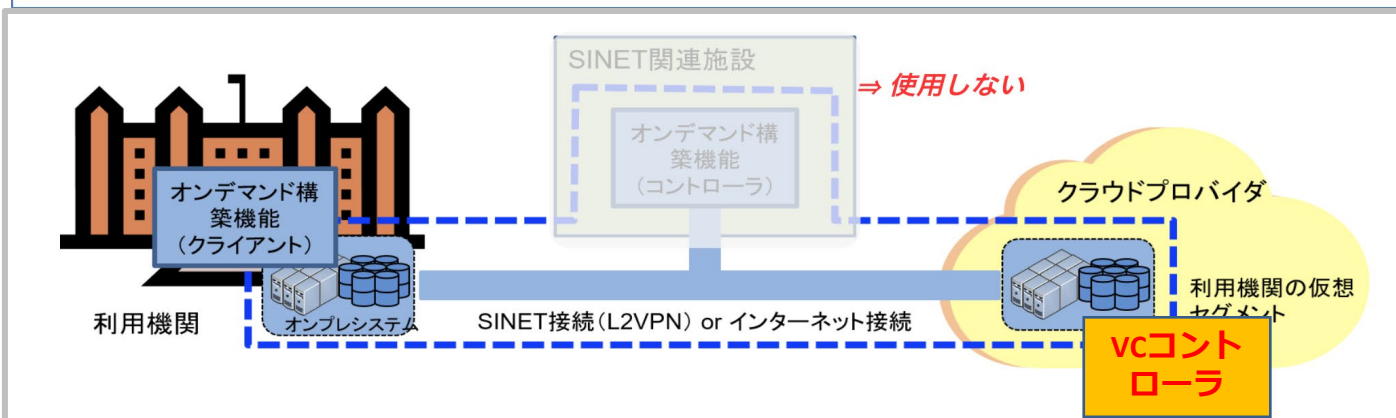 SINET関連施設
⇒ 使用しない
オンデマンド構
築機能
（コントローラ）
クラウドプロバイダ
オンデマンド構
築機能
（クライアント）
利用機関
オンプレシステム
SINET接続（L2VPN） or インターネット接続
利用機関の仮想
セグメント
VCコント
ローラ